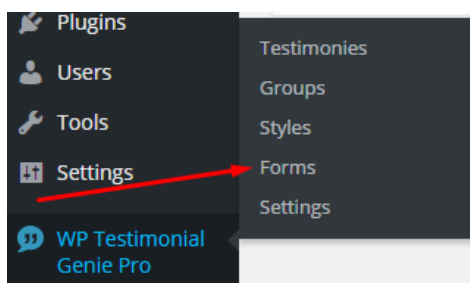 Plugins
Users
Tools
Settings
WP Testimonial
Genie Pro
Testimonies
Groups
Styles
Forms
Settings